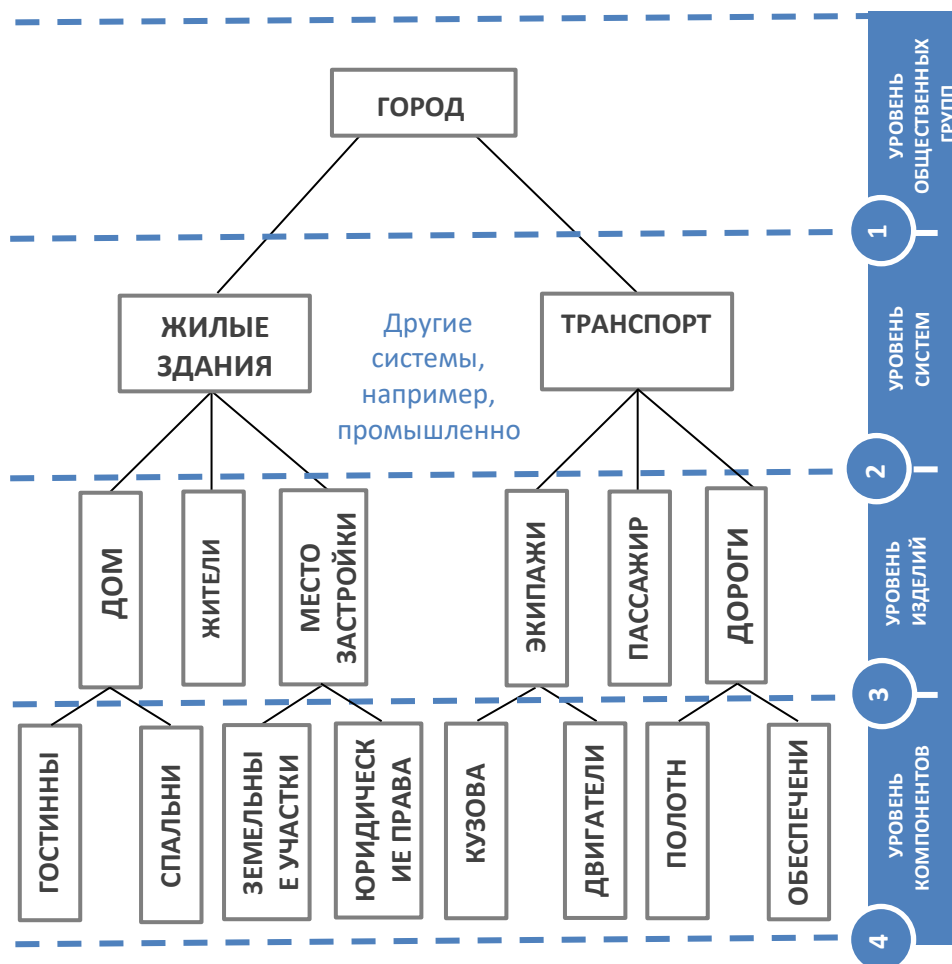 ГОРОД
УРОВЕНЬ
ОБЩЕСТВЕННЫХ
ГРУПП
1
ЖИЛЫЕ
ЗДАНИЯ
Другие
системы,
например,
промышленно
ТРАНСПОРТ
УРОВЕНЬ
СИСТЕМ
2
ДОМ
ЖИТЕЛИ
МЕСТО
ЗАСТРОЙКИ
ЭКИПАЖИ
ПАССАЖИР
ДОРОГИ
УРОВЕНЬ
ИЗДЕЛИЙ
3
ГОСТИННЫ
СПАЛЬНИ
ЗЕМЕЛЬНЫ
Е УЧАСТКИ
ЮРИДИЧЕСК
ИЕ ПРАВА
КУЗОВА
ДВИГАТЕЛИ
ПОЛОТН
ОБЕСПЕЧЕНИ
УРОВЕНЬ
КОМПОНЕНТОВ
4